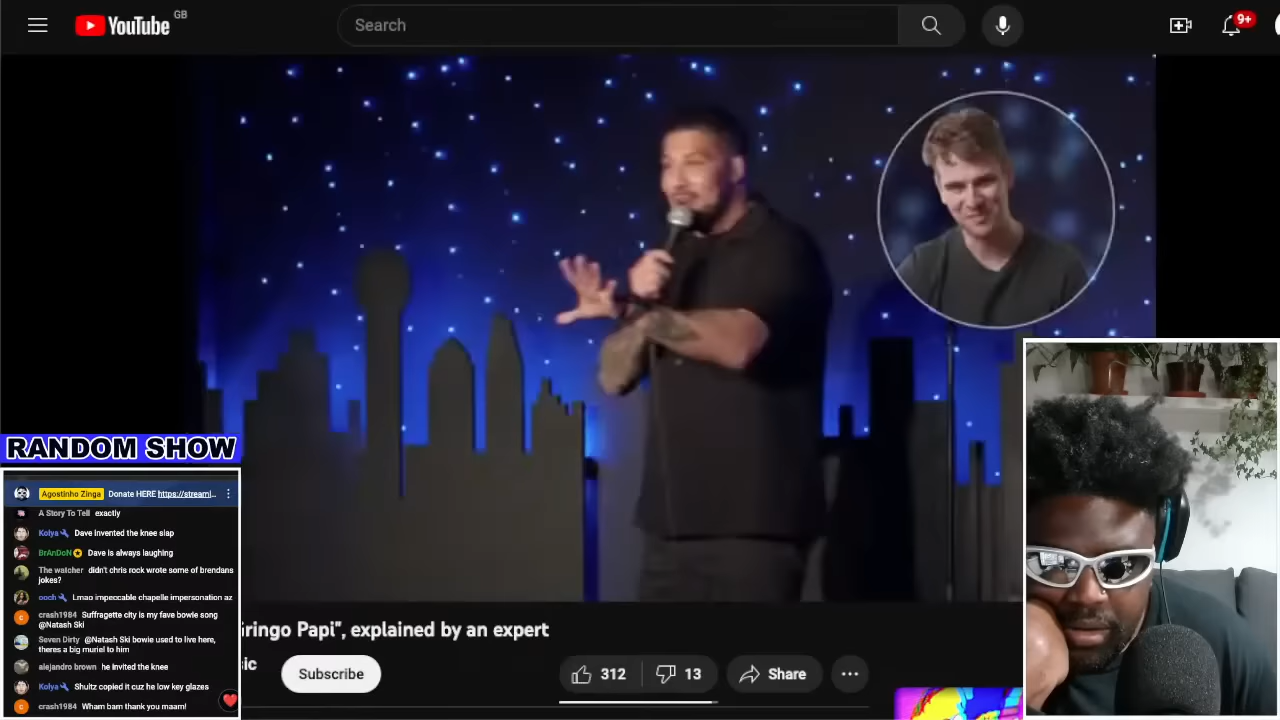 YouTube GB
Search
9+
RANDOM SHOW
Agostinho Zinga Donate HERE https://streaml...
A Story To Tell exactly
Kolya Dave invented the knee slap
BrAnDoN Dave is always laughing
The watcher didn't chris rock wrote some of brendans
jokes?
ooch Lmao impeccable chapelle impersonation az
crash1984 Suffragette city is my fave bowie song
@Natash Ski
Seven Dirty @Natash Ski bowie used to live here,
theres a big muriel to him
alejandro brown he invited the knee
Kolya Shultz copied it cuz he low key glazes
crash1984 Wham bam thank you maam!
ringo Papi", explained by an expert
ic
Subscribe
312
13
Share